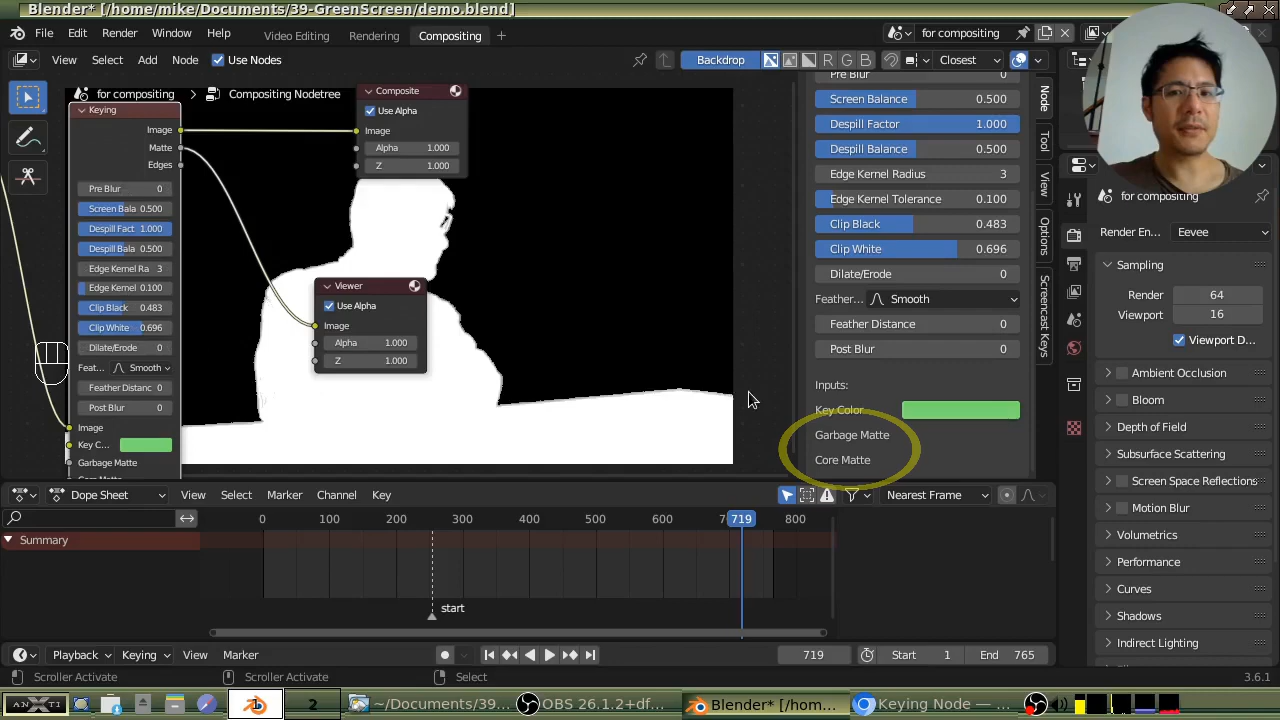 Blender* [/home/mike/Documents/39-GreenScreen/demo.blend]
File Edit Render Window Help Video Editing Rendering Compositing + for compositing
View Select Add Node Use Nodes Backdrop R G B Closest
for compositing > Compositing Nodetree
Keying
Image
Matte
Edges
Pre Blur 0
Screen Bala 0.500
Despill Fact 1.000
Despill Bala 0.500
Edge Kernel Ra 3
Edge Kernel 0.100
Clip Black 0.483
Clip White 0.696
Dilate/Erode 0
Feat... Smooth
Feather Distanc 0
Post Blur 0
Image
Key C...
Garbage Matte
Composite
Use Alpha
Image
Alpha 1.000
Z 1.000
Viewer
Use Alpha
Image
Alpha 1.000
Z 1.000
Pre Blur 0
Screen Balance 0.500
Despill Factor 1.000
Despill Balance 0.500
Edge Kernel Radius 3
Edge Kernel Tolerance 0.100
Clip Black 0.483
Clip White 0.696
Dilate/Erode 0
Feather... Smooth
Feather Distance 0
Post Blur 0
Inputs:
Key Color
Garbage Matte
Core Matte
Node
Tool
View
Options
Screencast Keys
for compositing
Render En... Eevee
Sampling
Render 64
Viewport 16
Viewport D...
Ambient Occlusion
Bloom
Depth of Field
Subsurface Scattering
Screen Space Reflections
Motion Blur
Volumetrics
Performance
Curves
Shadows
Indirect Lighting
Dope Sheet View Select Marker Channel Key Nearest Frame
0 100 200 300 400 500 600 719 800
Summary
start
Playback Keying View Marker 719 Start 1 End 765
Scroller Activate Scroller Activate Select 3.6.1
ANXTI 2 ~/Documents/39... OBS 26.1.2+df... Blender* [/hom... Keying Node — ...